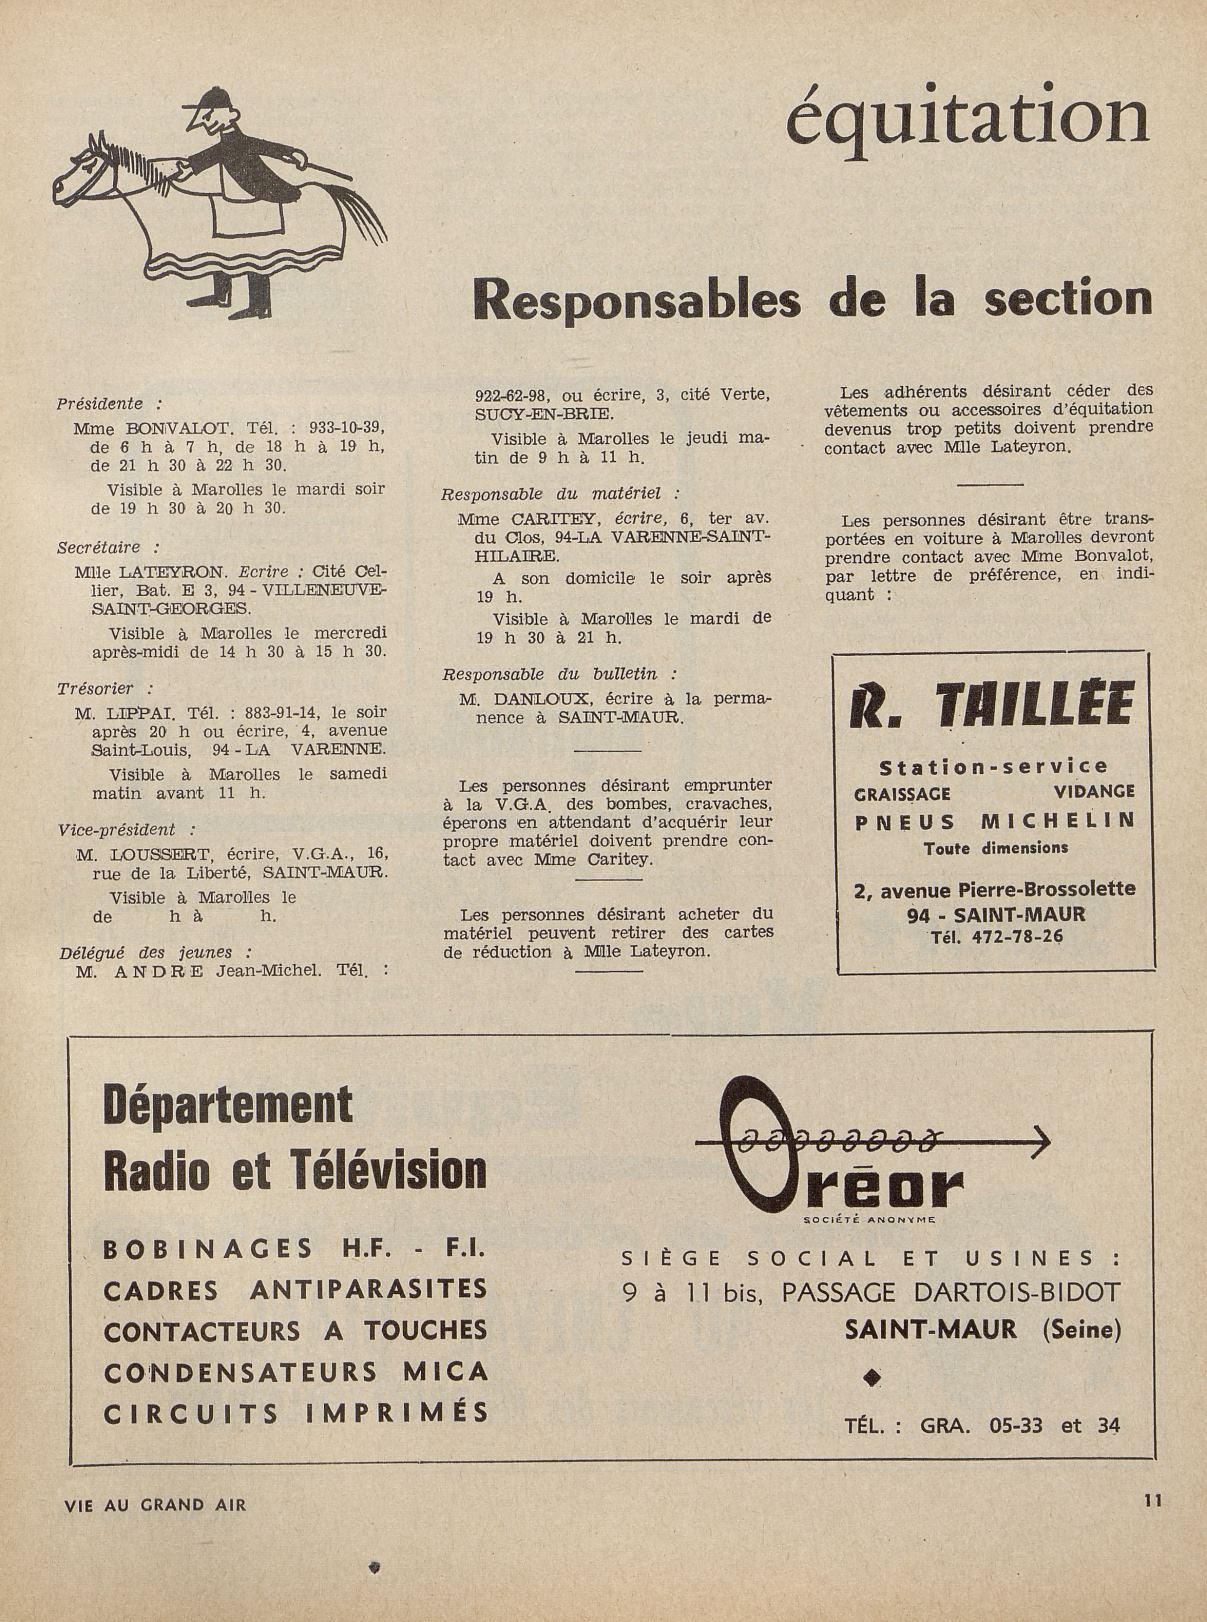 équitation
Responsables de la section
Présidente :
Mme BONVALOT. Tél. : 933-10-39,
de 6 h à 7 h, de 18 h à 19 h,
de 21 h 30 à 22 h 30.
Visible à Marolles le mardi soir
de 19 h 30 à 20 h 30.
Secrétaire :
Mlle LATEYRON. Ecrire : Cité Cel-
lier, Bat. E 3, 94 - VILLENEUVE-
SAINT-GEORGES.
Visible à Marolles le mercredi
après-midi de 14 h 30 à 15 h 30.
Trésorier :
M. LIPPAI. Tél. : 883-91-14, le soir
après 20 h ou écrire, 4, avenue
Saint-Louis, 94 - LA VARENNE.
Visible à Marolles le samedi
matin avant 11 h.
Vice-président :
M. LOUSSERT, écrire, V.G.A., 16,
rue de la Liberté, SAINT-MAUR.
Visible à Marolles le
de h à h.
Délégué des jeunes :
M. ANDRE Jean-Michel. Tél. :
922-62-98, ou écrire, 3, cité Verte,
SUCY-EN-BRIE.
Visible à Marolles le jeudi ma-
tin de 9 h à 11 h.
Responsable du matériel :
Mme CARITEY, écrire, 6, ter av.
du Clos, 94-LA VARENNE-SAINT-
HILAIRE.
A son domicile le soir après
19 h.
Visible à Marolles le mardi de
19 h 30 à 21 h.
Responsable du bulletin :
M. DANLOUX, écrire à la perma-
nence à SAINT-MAUR.
Les personnes désirant emprunter
à la V.G.A. des bombes, cravaches,
éperons en attendant d'acquérir leur
propre matériel doivent prendre con-
tact avec Mme Caritey.
Les personnes désirant acheter du
matériel peuvent retirer des cartes
de réduction à Mlle Lateyron.
Les adhérents désirant céder des
vêtements ou accessoires d'équitation
devenus trop petits doivent prendre
contact avec Mlle Lateyron.
Les personnes désirant être trans-
portées en voiture à Marolles devront
prendre contact avec Mme Bonvalot,
par lettre de préférence, en indi-
quant :
R. TAILLÉE
Station-service
GRAISSAGE VIDANGE
PNEUS MICHELIN
Toute dimensions
2, avenue Pierre-Brossolette
94 - SAINT-MAUR
Tél. 472-78-26
Département
Radio et Télévision
BOBINAGES H.F. - F.I.
CADRES ANTIPARASITES
CONTACTEURS A TOUCHES
CONDENSATEURS MICA
CIRCUITS IMPRIMÉS
Oréor
SOCIÉTÉ ANONYME
SIÈGE SOCIAL ET USINES :
9 à 11 bis, PASSAGE DARTOIS-BIDOT
SAINT-MAUR (Seine)
TÉL. : GRA. 05-33 et 34
VIE AU GRAND AIR
11